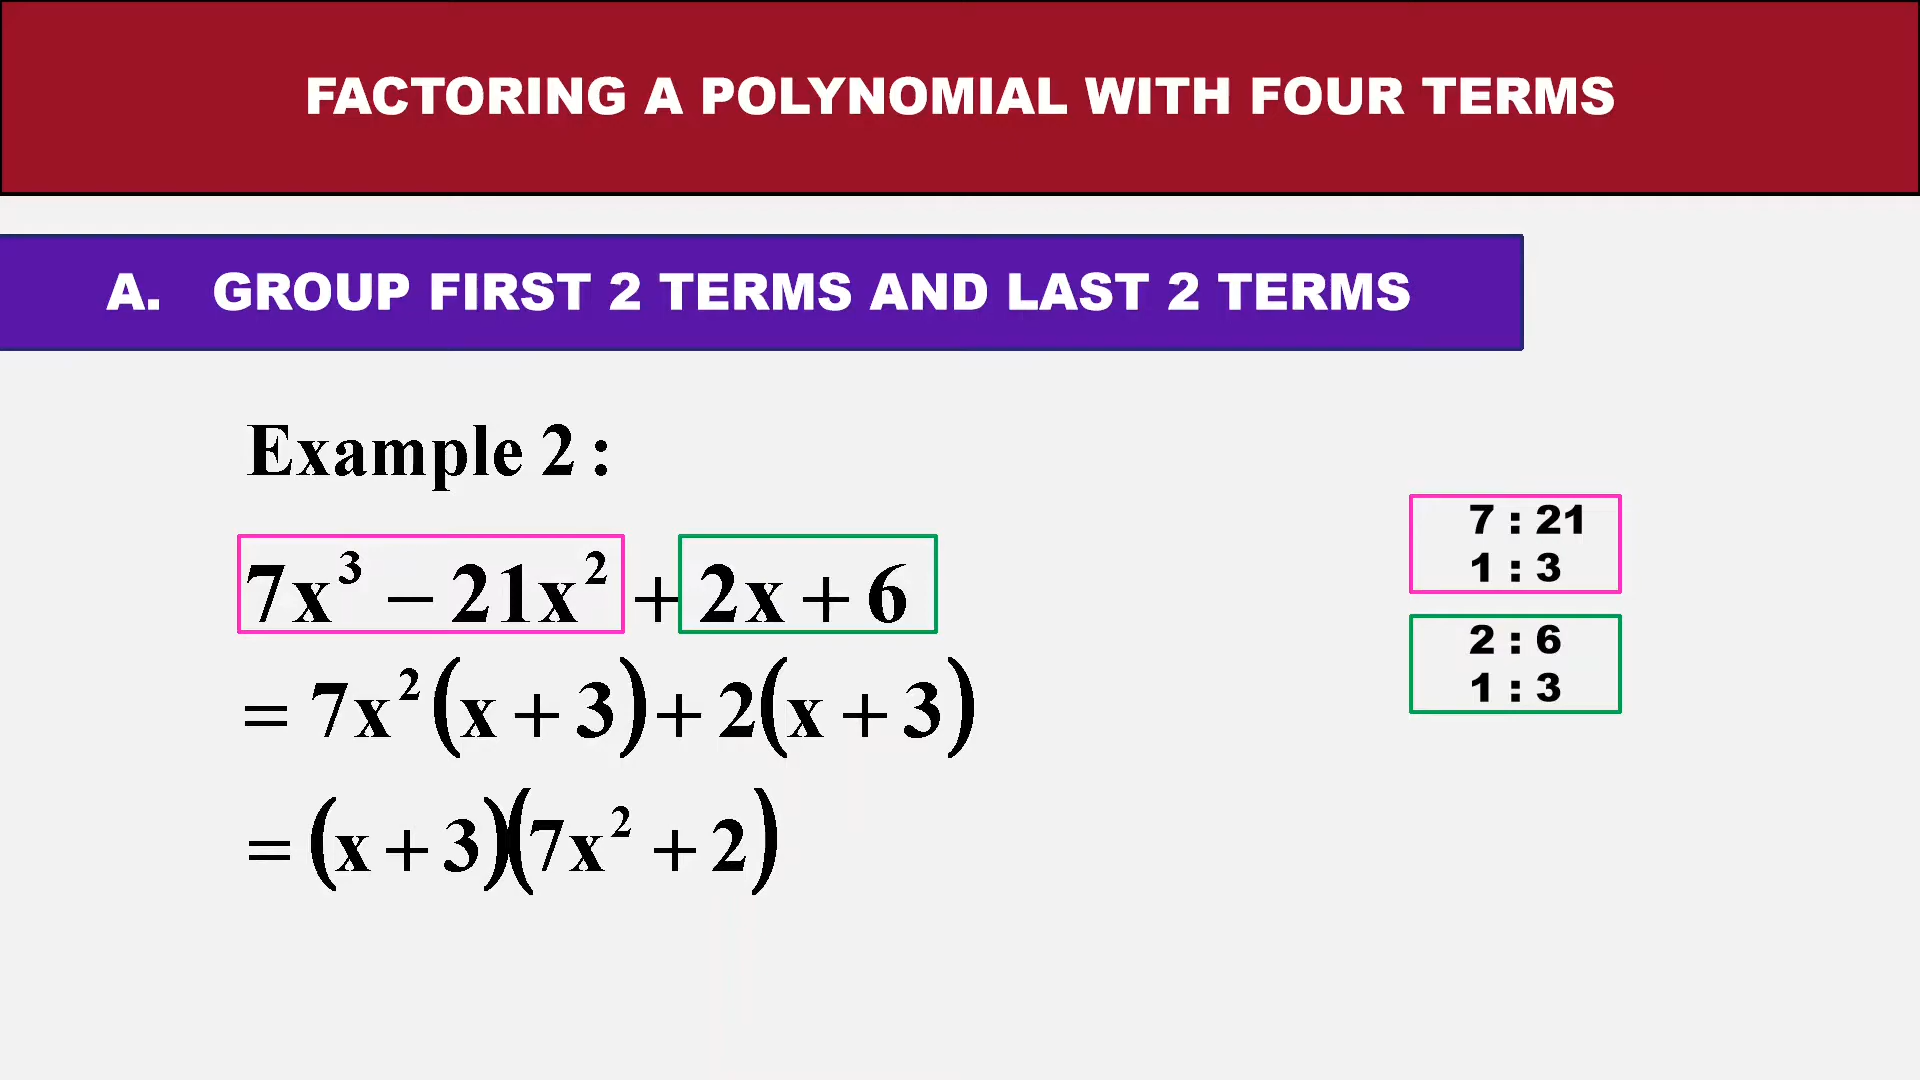 FACTORING A POLYNOMIAL WITH FOUR TERMS
A. GROUP FIRST 2 TERMS AND LAST 2 TERMS
Example 2 :
7x³ − 21x² + 2x + 6
= 7x²(x + 3) + 2(x + 3)
= (x + 3)(7x² + 2)
7 : 21
1 : 3
2 : 6
1 : 3